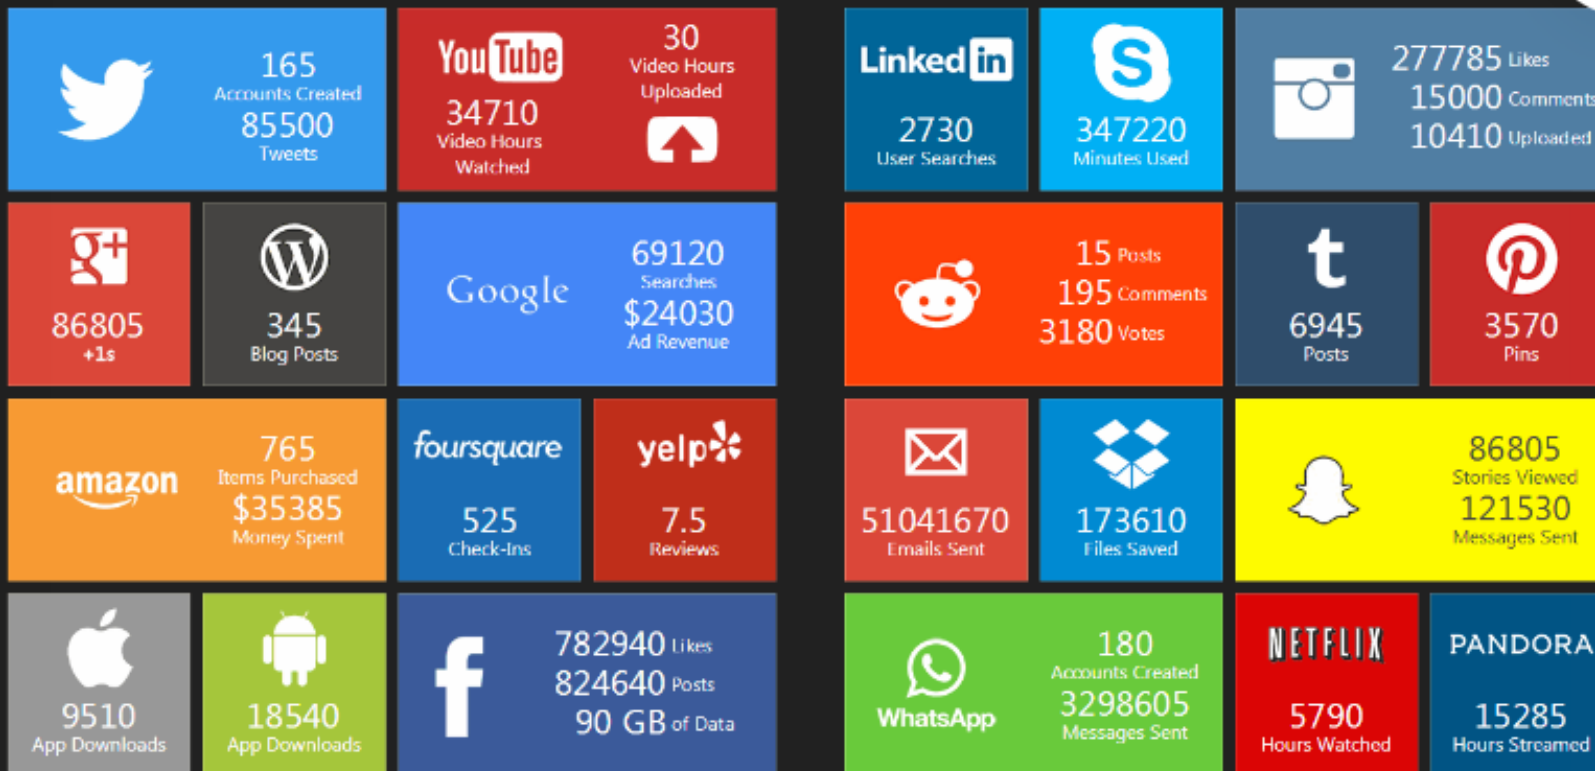 165
Accounts Created
85500
Tweets
YouTube
34710
Video Hours
Watched
30
Video Hours
Uploaded
Linked in
2730
User Searches
S
347220
Minutes Used
277785 Likes
15000 Comments
10410 Uploaded
g+
86805
+1s
W
345
Blog Posts
Google
69120
Searches
$24030
Ad Revenue
15 Posts
195 Comments
3180 Votes
t
6945
Posts
P
3570
Pins
amazon
765
Items Purchased
$35385
Money Spent
foursquare
525
Check-Ins
yelp
7.5
Reviews
51041670
Emails Sent
173610
Files Saved
86805
Stories Viewed
121530
Messages Sent
9510
App Downloads
18540
App Downloads
f
782940 Likes
824640 Posts
90 GB of Data
WhatsApp
180
Accounts Created
3298605
Messages Sent
NETFLIX
5790
Hours Watched
PANDORA
15285
Hours Streamed